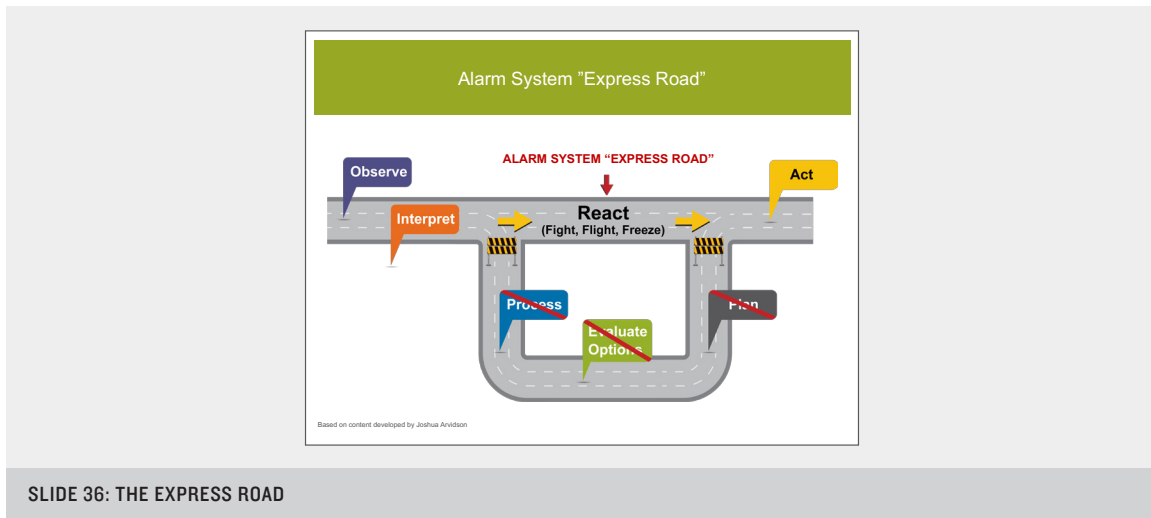 Alarm System ”Express Road”
ALARM SYSTEM “EXPRESS ROAD”
Observe
Act
Interpret
React
(Fight, Flight, Freeze)
Process
Plan
Evaluate
Options
Based on content developed by Joshua Arvidson
SLIDE 36: THE EXPRESS ROAD